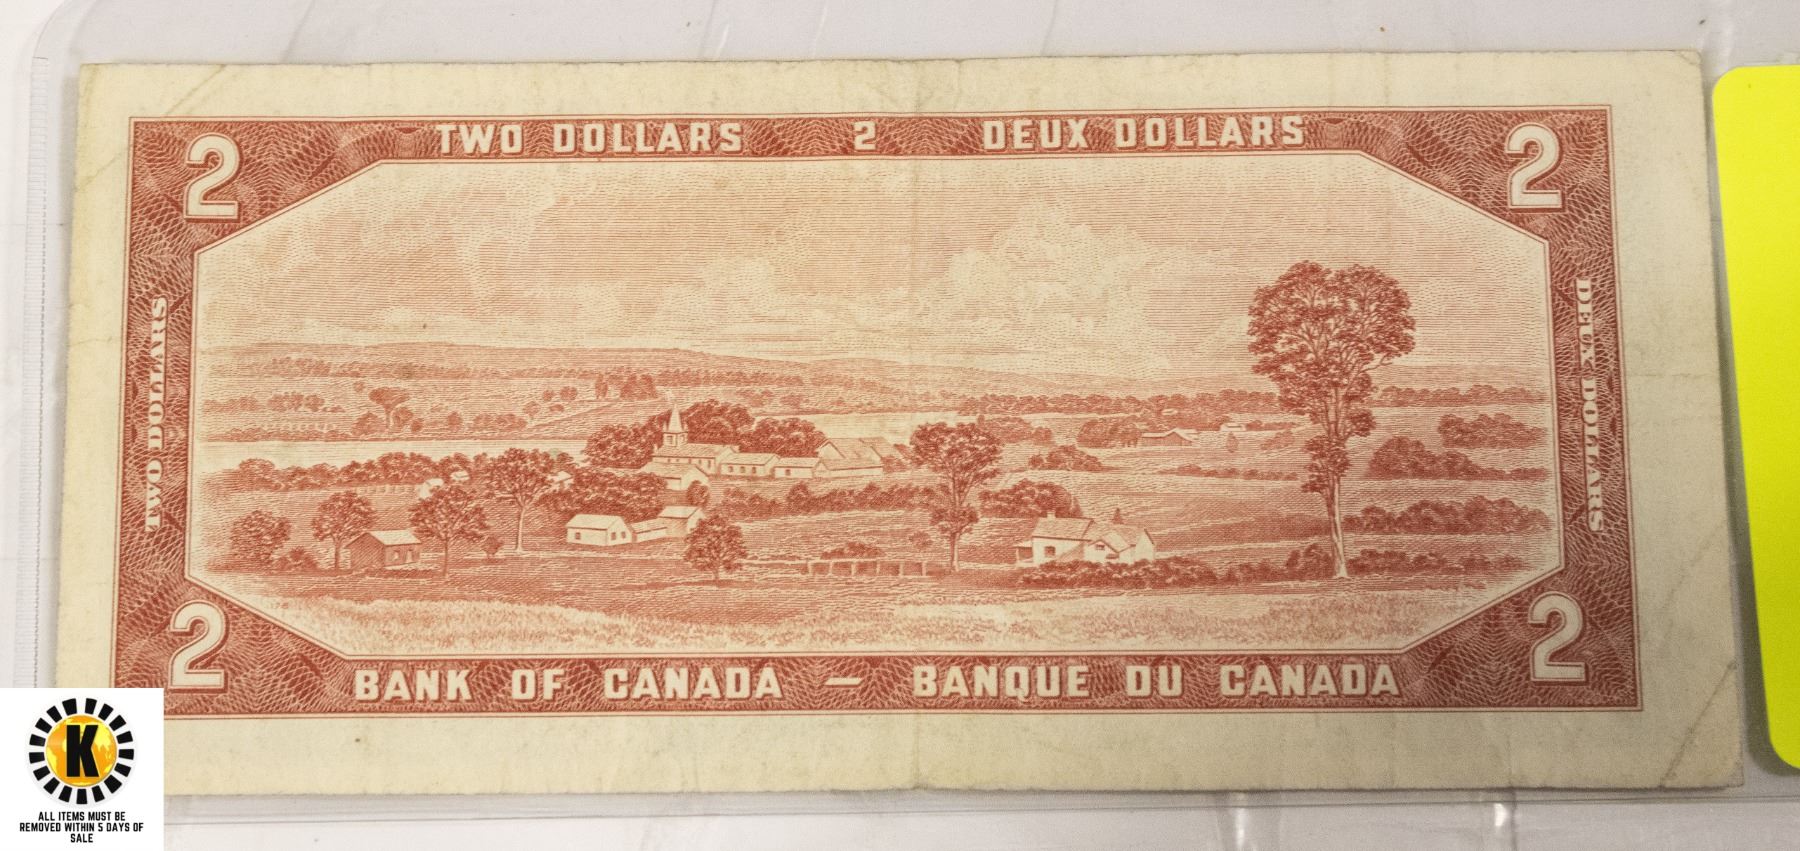 TWO DOLLARS 2 DEUX DOLLARS
2 2
TWO DOLLARS
DEUX DOLLARS
2 2
BANK OF CANADA — BANQUE DU CANADA
K
ALL ITEMS MUST BE
REMOVED WITHIN 5 DAYS OF
SALE